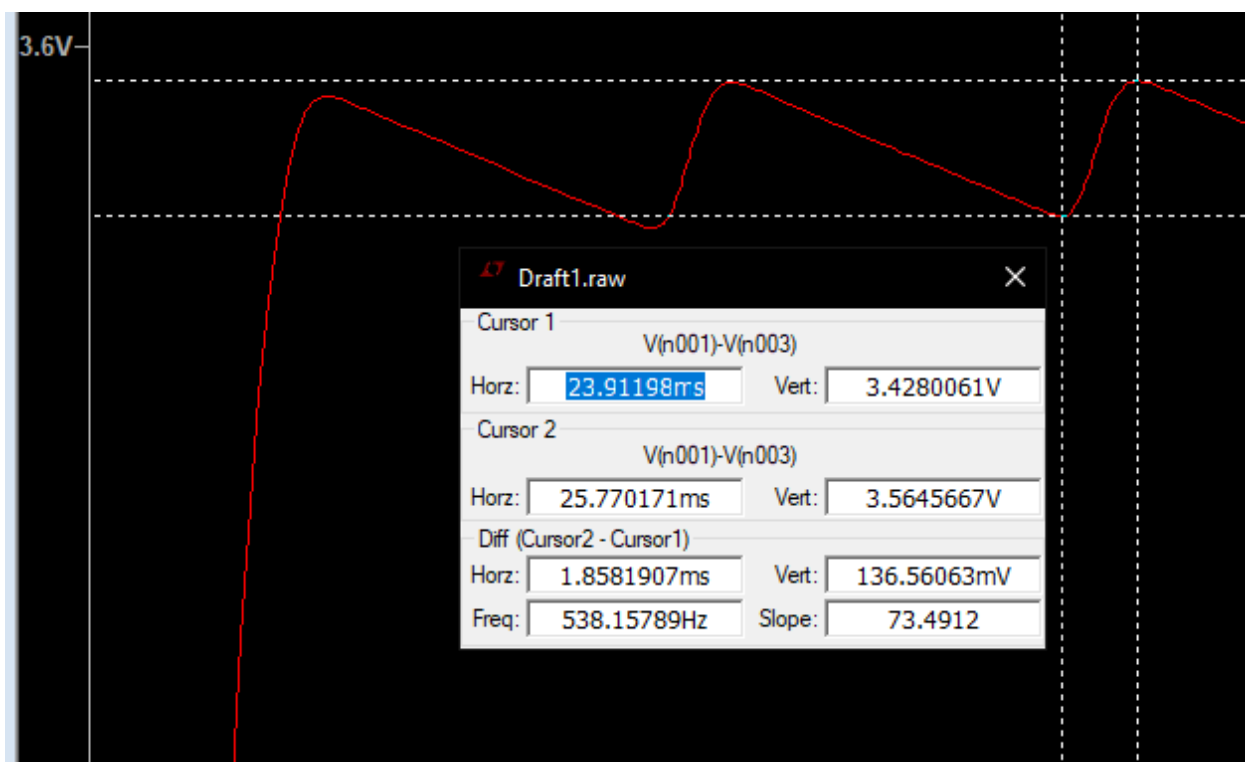 3.6V
Draft1.raw
Cursor 1
V(n001)-V(n003)
Horz: 23.91198ms Vert: 3.4280061V
Cursor 2
V(n001)-V(n003)
Horz: 25.770171ms Vert: 3.5645667V
Diff (Cursor2 - Cursor1)
Horz: 1.8581907ms Vert: 136.56063mV
Freq: 538.15789Hz Slope: 73.4912